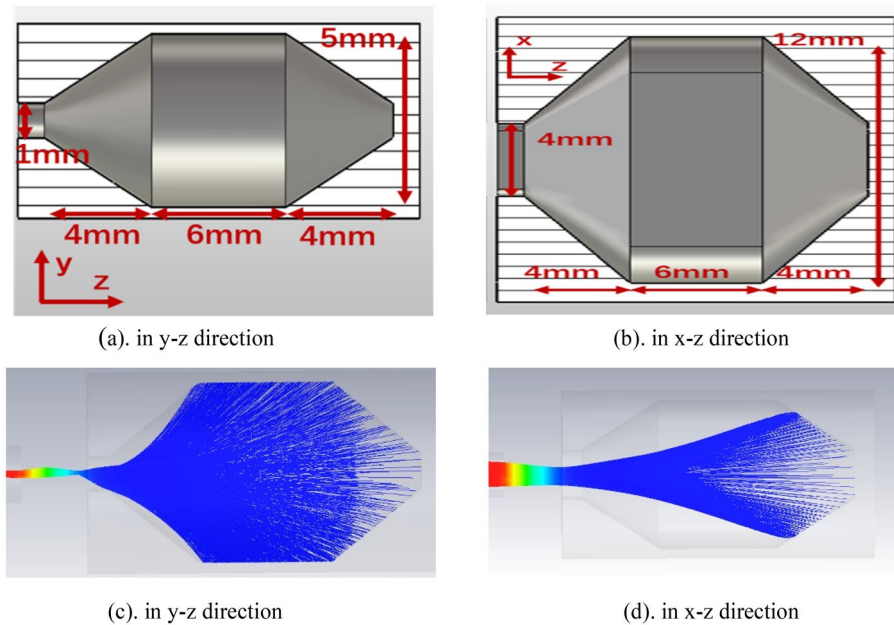 5mm
1mm
4mm 6mm 4mm
y
z
(a). in y-z direction
12mm
x
z
4mm
4mm 6mm 4mm
(b). in x-z direction
(c). in y-z direction
(d). in x-z direction